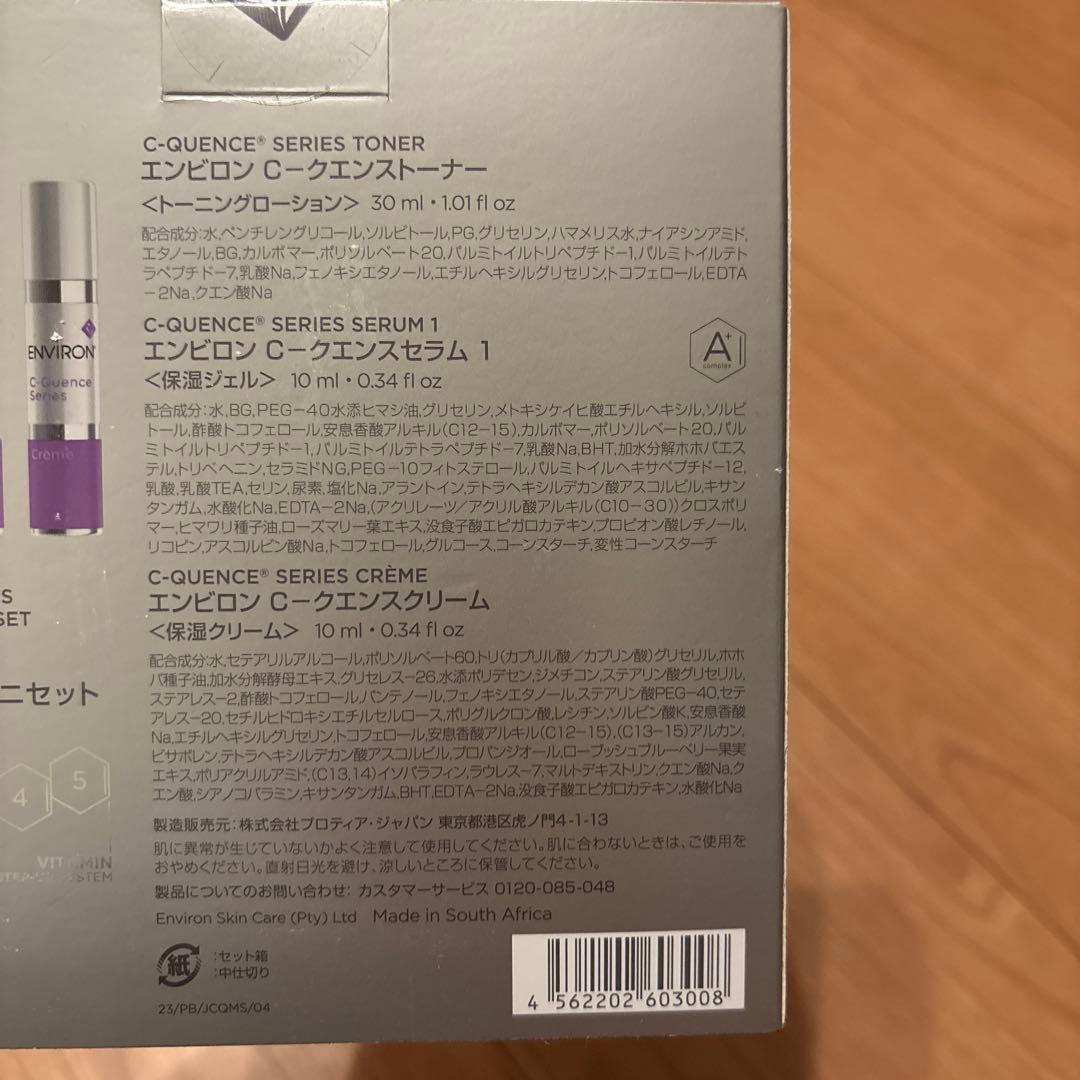 C-QUENCE® SERIES TONER
エンビロン C－クエンストーナー
＜トーニングローション＞ 30 ml・1.01 fl oz
配合成分:水,ペンチレングリコール,ソルビトール,PG,グリセリン,ハマメリス水,ナイアシンアミド,
エタノール,BG,カルボマー,ポリソルベート20,パルミトイルトリペプチド-1,パルミトイルテト
ラペプチド-7,乳酸Na,フェノキシエタノール,エチルヘキシルグリセリン,トコフェロール,EDTA
－2Na,クエン酸Na
C-QUENCE® SERIES SERUM 1
エンビロン C－クエンスセラム 1
＜保湿ジェル＞ 10 ml・0.34 fl oz
A+
complex
配合成分:水,BG,PEG-40水添ヒマシ油,グリセリン,メトキシケイヒ酸エチルヘキシル,ソルビ
トール,酢酸トコフェロール,安息香酸アルキル(C12-15),カルボマー,ポリソルベート20,パル
ミトイルトリペプチド-1,パルミトイルテトラペプチド-7,乳酸Na,BHT,加水分解ホホバエス
テル,トリベヘニン,セラミドNG,PEG-10フィトステロール,パルミトイルヘキサペプチド-12,
乳酸,乳酸TEA,セリン,尿素,塩化Na,アラントイン,テトラヘキシルデカン酸アスコルビル,キサン
タンガム,水酸化Na,EDTA-2Na,(アクリレーツ/アクリル酸アルキル(C10-30))クロスポリ
マー,ヒマワリ種子油,ローズマリー葉エキス,没食子酸エピガロカテキン,プロピオン酸レチノール,
リコピン,アスコルビン酸Na,トコフェロール,グルコース,コーンスターチ,変性コーンスターチ
C-QUENCE® SERIES CRÈME
エンビロン C－クエンスクリーム
＜保湿クリーム＞ 10 ml・0.34 fl oz
配合成分:水,セテアリルアルコール,ポリソルベート60,トリ(カプリル酸/カプリン酸)グリセリル,ホホ
バ種子油,加水分解酵母エキス,グリセレス-26,水添ポリデセン,ジメチコン,ステアリン酸グリセリル,
ステアレス-2,酢酸トコフェロール,パンテノール,フェノキシエタノール,ステアリン酸PEG-40,セテ
アレス-20,セチルヒドロキシエチルセルロース,ポリグルクロン酸,レシチン,ソルビン酸K,安息香酸
Na,エチルヘキシルグリセリン,トコフェロール,安息香酸アルキル(C12-15),(C13-15)アルカン,
ビサボレン,テトラヘキシルデカン酸アスコルビル,プロパンジオール,ローブッシュブルーベリー果実
エキス,ポリアクリルアミド,(C13,14)イソパラフィン,ラウレス-7,マルトデキストリン,クエン酸Na,ク
エン酸,シアノコバラミン,キサンタンガム,BHT,EDTA-2Na,没食子酸エピガロカテキン,水酸化Na
製造販売元:株式会社プロティア・ジャパン 東京都港区虎ノ門4-1-13
肌に異常が生じていないかよく注意して使用してください。肌に合わないときは、ご使用を
おやめください。直射日光を避け、涼しいところに保管してください。
製品についてのお問い合わせ: カスタマーサービス 0120-085-048
Environ Skin Care (Pty) Ltd Made in South Africa
紙
:セット箱
:中仕切り
23/PB/JCQMS/04
4 562202 603008
ENVIRON
C-Quence
Series
Crème
S
SET
ニセット
4
5
VITAMIN
STEP-UP SYSTEM